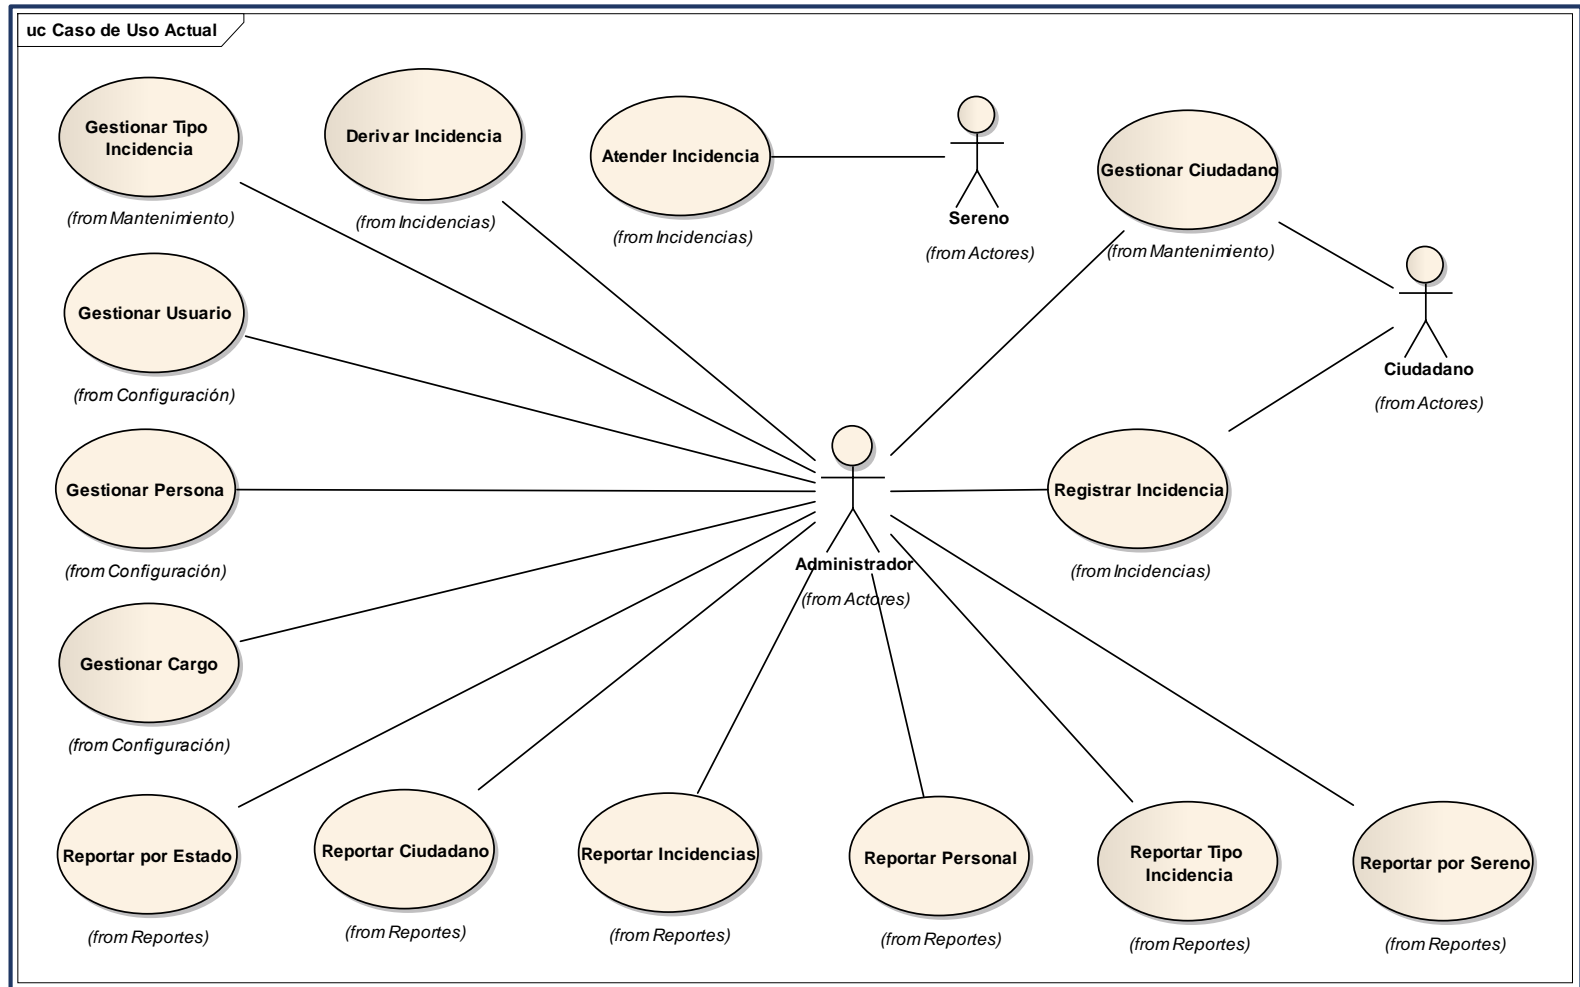 uc Caso de Uso Actual
Gestionar Tipo
Incidencia
(from Mantenimiento)
Derivar Incidencia
(from Incidencias)
Atender Incidencia
(from Incidencias)
Sereno
(from Actores)
Gestionar Ciudadano
(from Mantenimiento)
Ciudadano
(from Actores)
Gestionar Usuario
(from Configuración)
Gestionar Persona
(from Configuración)
Administrador
(from Actores)
Registrar Incidencia
(from Incidencias)
Gestionar Cargo
(from Configuración)
Reportar por Estado
(from Reportes)
Reportar Ciudadano
(from Reportes)
Reportar Incidencias
(from Reportes)
Reportar Personal
(from Reportes)
Reportar Tipo
Incidencia
(from Reportes)
Reportar por Sereno
(from Reportes)